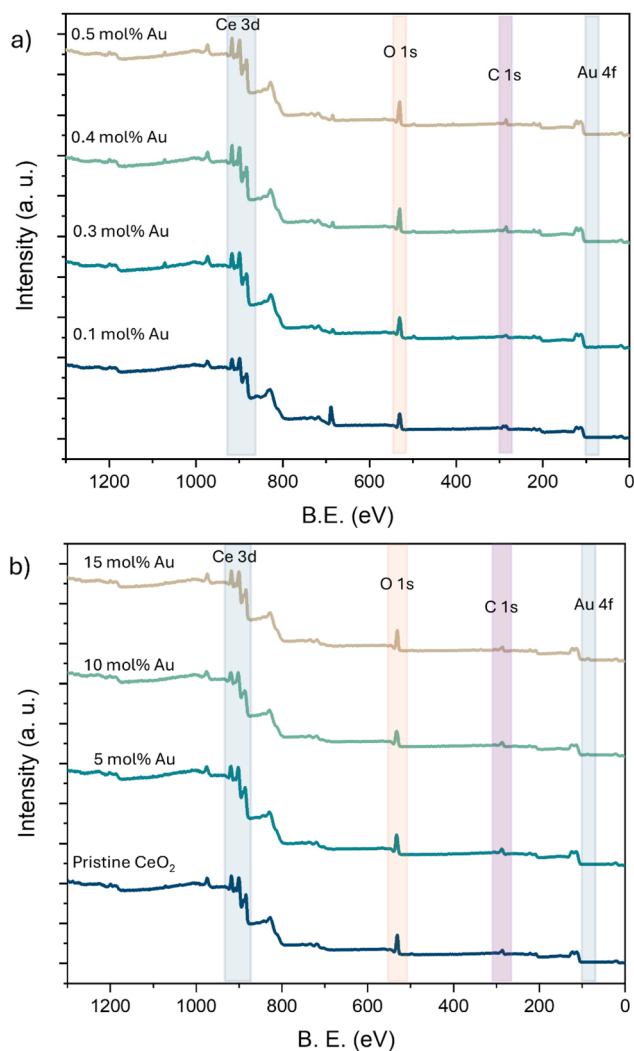 a)
Ce 3d
0.5 mol% Au
O 1s
C 1s
Au 4f
0.4 mol% Au
0.3 mol% Au
0.1 mol% Au
Intensity (a. u.)
1200 1000 800 600 400 200 0
B.E. (eV)
b)
Ce 3d
15 mol% Au
O 1s
C 1s
Au 4f
10 mol% Au
5 mol% Au
Pristine CeO₂
Intensity (a. u.)
1200 1000 800 600 400 200 0
B. E. (eV)